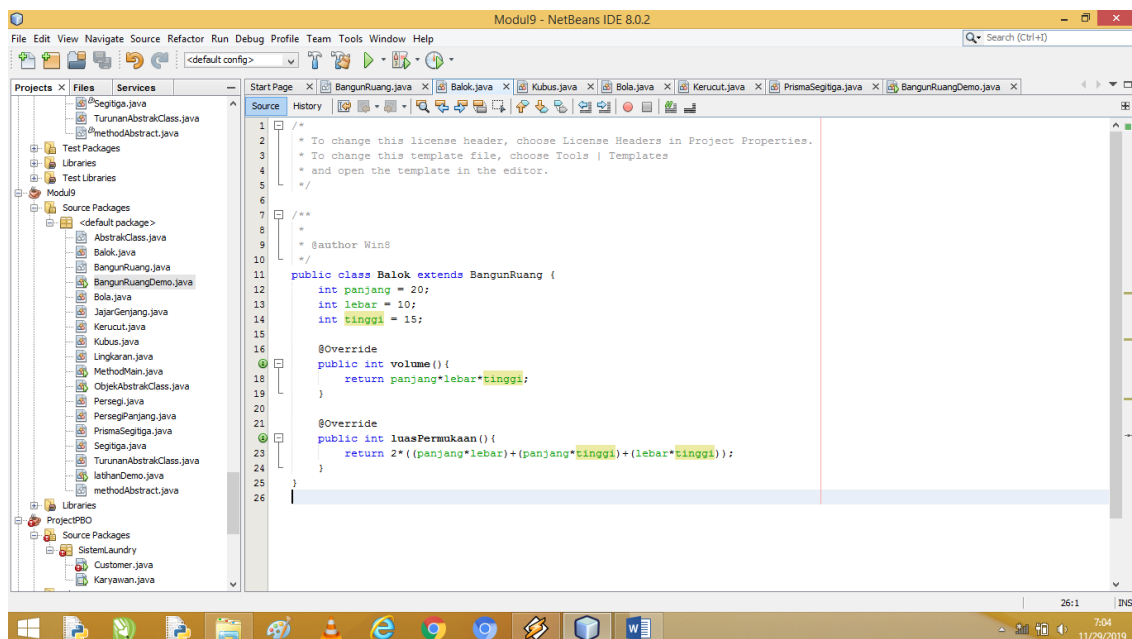 Modul9 - NetBeans IDE 8.0.2
File Edit View Navigate Source Refactor Run Debug Profile Team Tools Window Help
Search (Ctrl+I)
<default config>
Projects Files Services
Start Page BangunRuang.java Balok.java Kubus.java Bola.java Kerucut.java PrismaSegitiga.java BangunRuangDemo.java
Source History
Segitiga.java
TurunanAbstrakClass.java
methodAbstract.java
Test Packages
Libraries
Test Libraries
Modul9
Source Packages
<default package>
AbstrakClass.java
Balok.java
BangunRuang.java
BangunRuangDemo.java
Bola.java
JajarGenjang.java
Kerucut.java
Kubus.java
Lingkaran.java
MethodMain.java
ObjekAbstrakClass.java
Persegi.java
PersegiPanjang.java
PrismaSegitiga.java
Segitiga.java
TurunanAbstrakClass.java
latihanDemo.java
methodAbstract.java
Libraries
ProjectPBO
Source Packages
SistemLaundry
Customer.java
Karyawan.java
1 /*
2 * To change this license header, choose License Headers in Project Properties.
3 * To change this template file, choose Tools | Templates
4 * and open the template in the editor.
5 */
6
7 /**
8 *
9 * @author Win8
10 */
11 public class Balok extends BangunRuang {
12 int panjang = 20;
13 int lebar = 10;
14 int tinggi = 15;
15
16 @Override
public int volume(){
18 return panjang*lebar*tinggi;
19 }
20
21 @Override
public int luasPermukaan(){
23 return 2*((panjang*lebar)+(panjang*tinggi)+(lebar*tinggi));
24 }
25 }
26
26:1 INS
7:04
11/29/2019